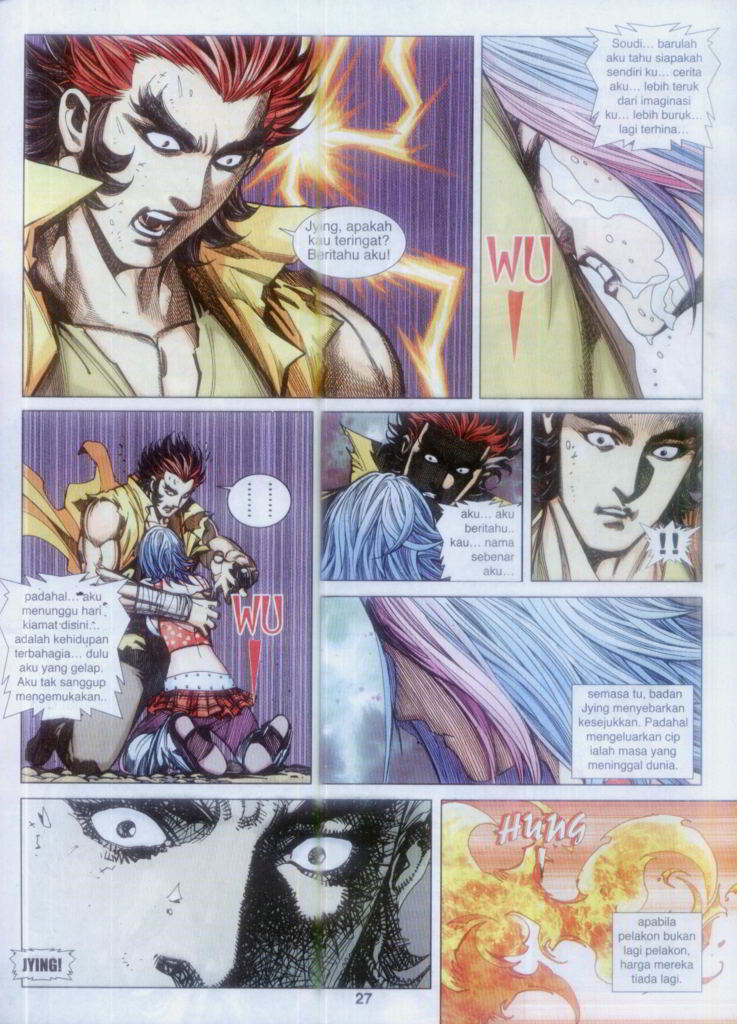 Jying, apakah
kau teringat?
Beritahu aku!
Soudi... barulah
aku tahu siapakah
sendiri ku... cerita
aku... lebih teruk
dari imaginasi
ku... lebih buruk...
lagi terhina...
WU
padahal... aku
menunggu hari
kiamat disini...
adalah kehidupan
terbahagia... dulu
aku yang gelap.
Aku tak sanggup
mengemukakan..
WU
aku... aku
beritahu..
kau... nama
sebenar
aku...
!!
semasa tu, badan
Jying menyebarkan
kesejukkan. Padahal
mengeluarkan cip
ialah masa yang
meninggal dunia.
JYING!
HUNG
apabila
pelakon bukan
lagi pelakon,
harga mereka
tiada lagi.
27